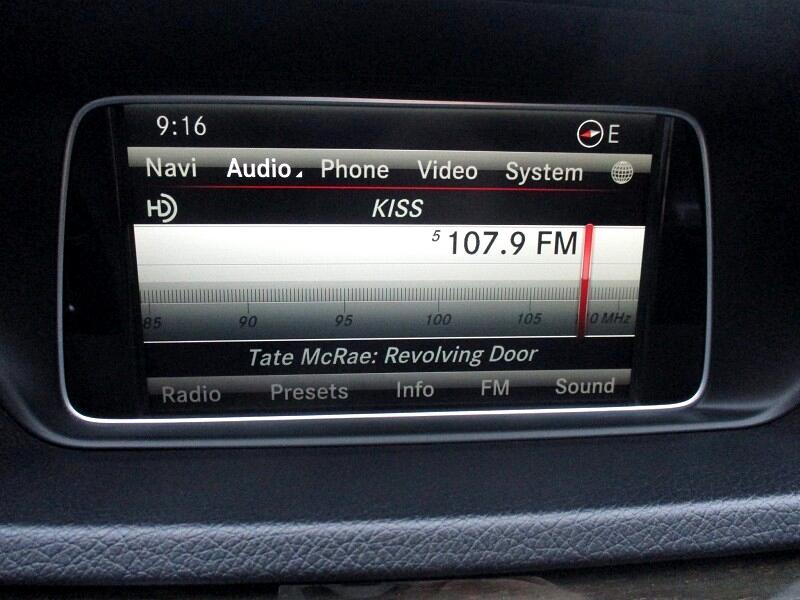 9:16 E
Navi Audio Phone Video System
HD KISS
5 107.9 FM
85 90 95 100 105 110 MHz
Tate McRae: Revolving Door
Radio Presets Info FM Sound